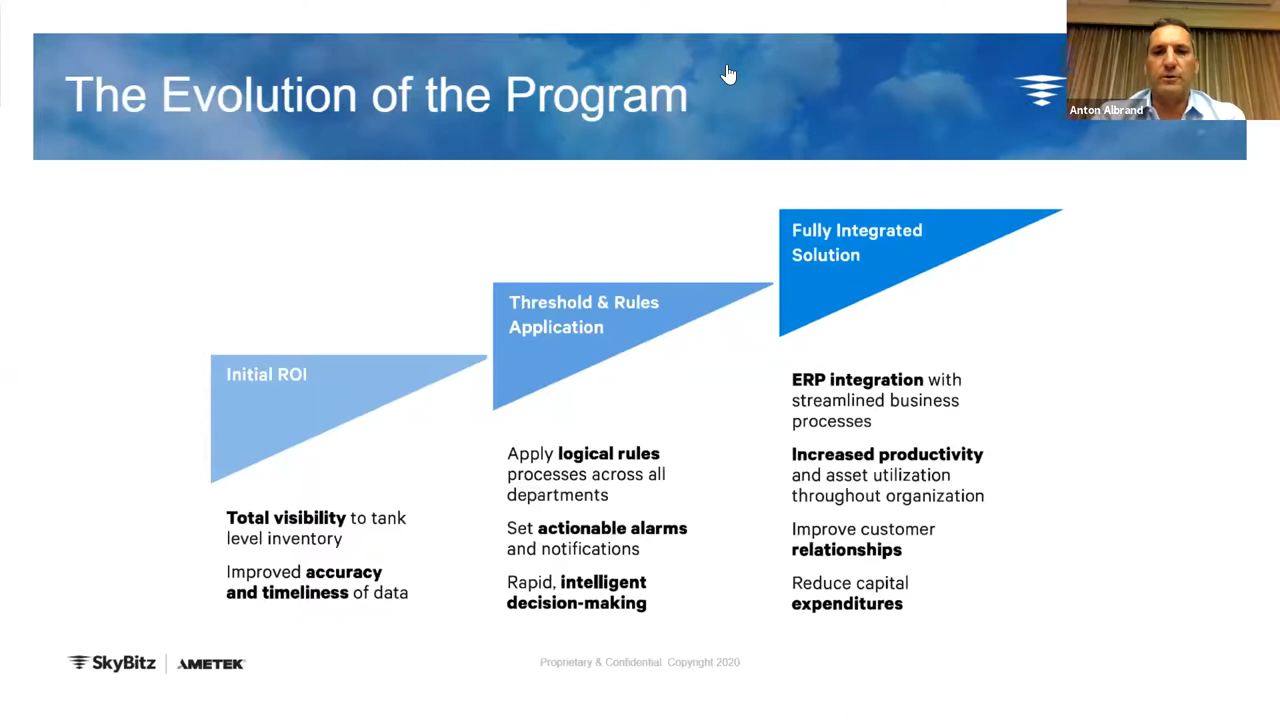 The Evolution of the Program
Anton Albrand
Initial ROI
Total visibility to tank
level inventory
Improved accuracy
and timeliness of data
Threshold & Rules
Application
Apply logical rules
processes across all
departments
Set actionable alarms
and notifications
Rapid, intelligent
decision-making
Fully Integrated
Solution
ERP integration with
streamlined business
processes
Increased productivity
and asset utilization
throughout organization
Improve customer
relationships
Reduce capital
expenditures
SkyBitz AMETEK
Proprietary & Confidential Copyright 2020